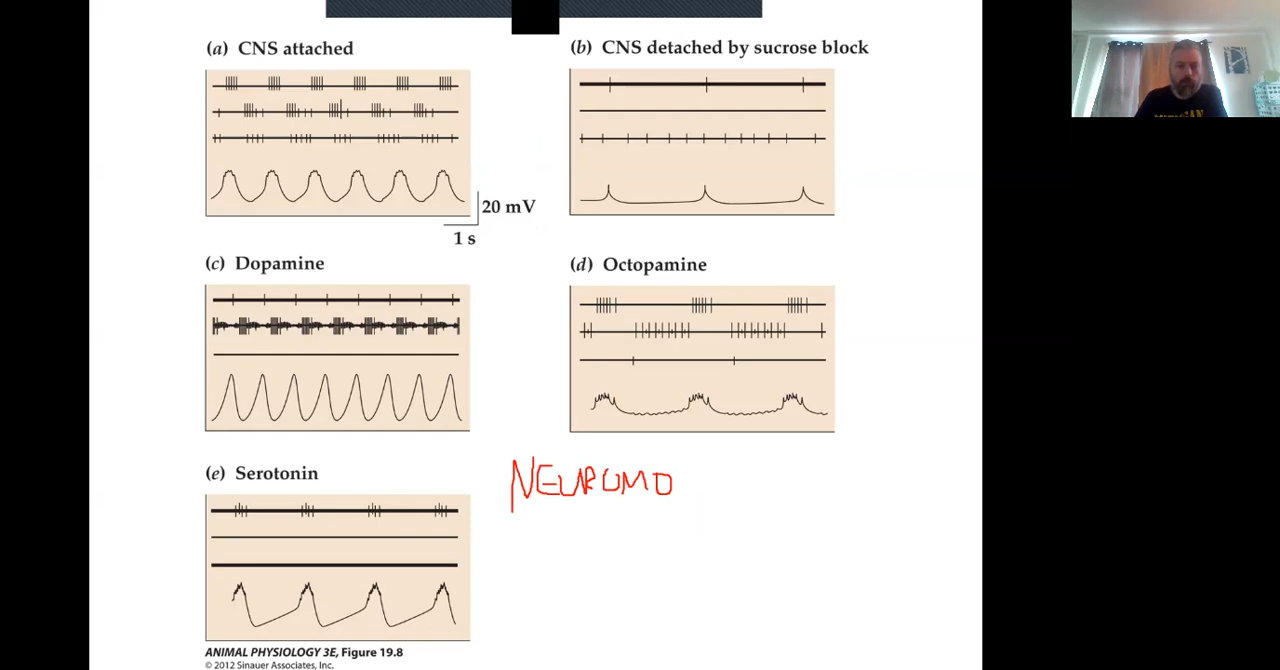 (a) CNS attached
(b) CNS detached by sucrose block
20 mV
1 s
(c) Dopamine
(d) Octopamine
(e) Serotonin
NEUROMO
ANIMAL PHYSIOLOGY 3E, Figure 19.8
© 2012 Sinauer Associates, Inc.